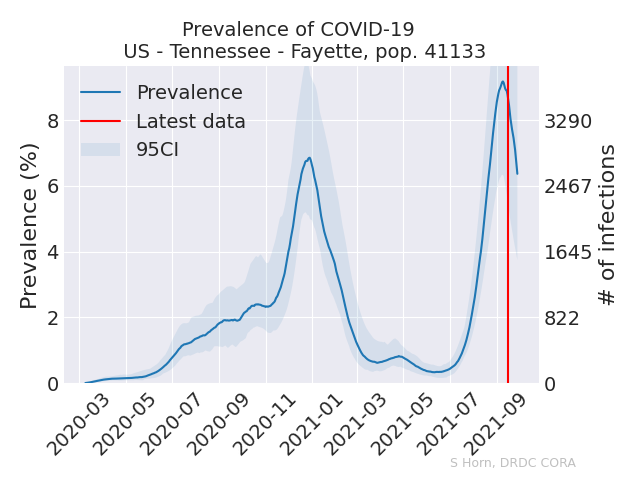 Prevalence of COVID-19
US - Tennessee - Fayette, pop. 41133
Prevalence
Latest data
95CI
Prevalence (%)
8
6
4
2
0
3290
2467
1645
822
0
# of infections
2020-03
2020-05
2020-07
2020-09
2020-11
2021-01
2021-03
2021-05
2021-07
2021-09
S Horn, DRDC CORA